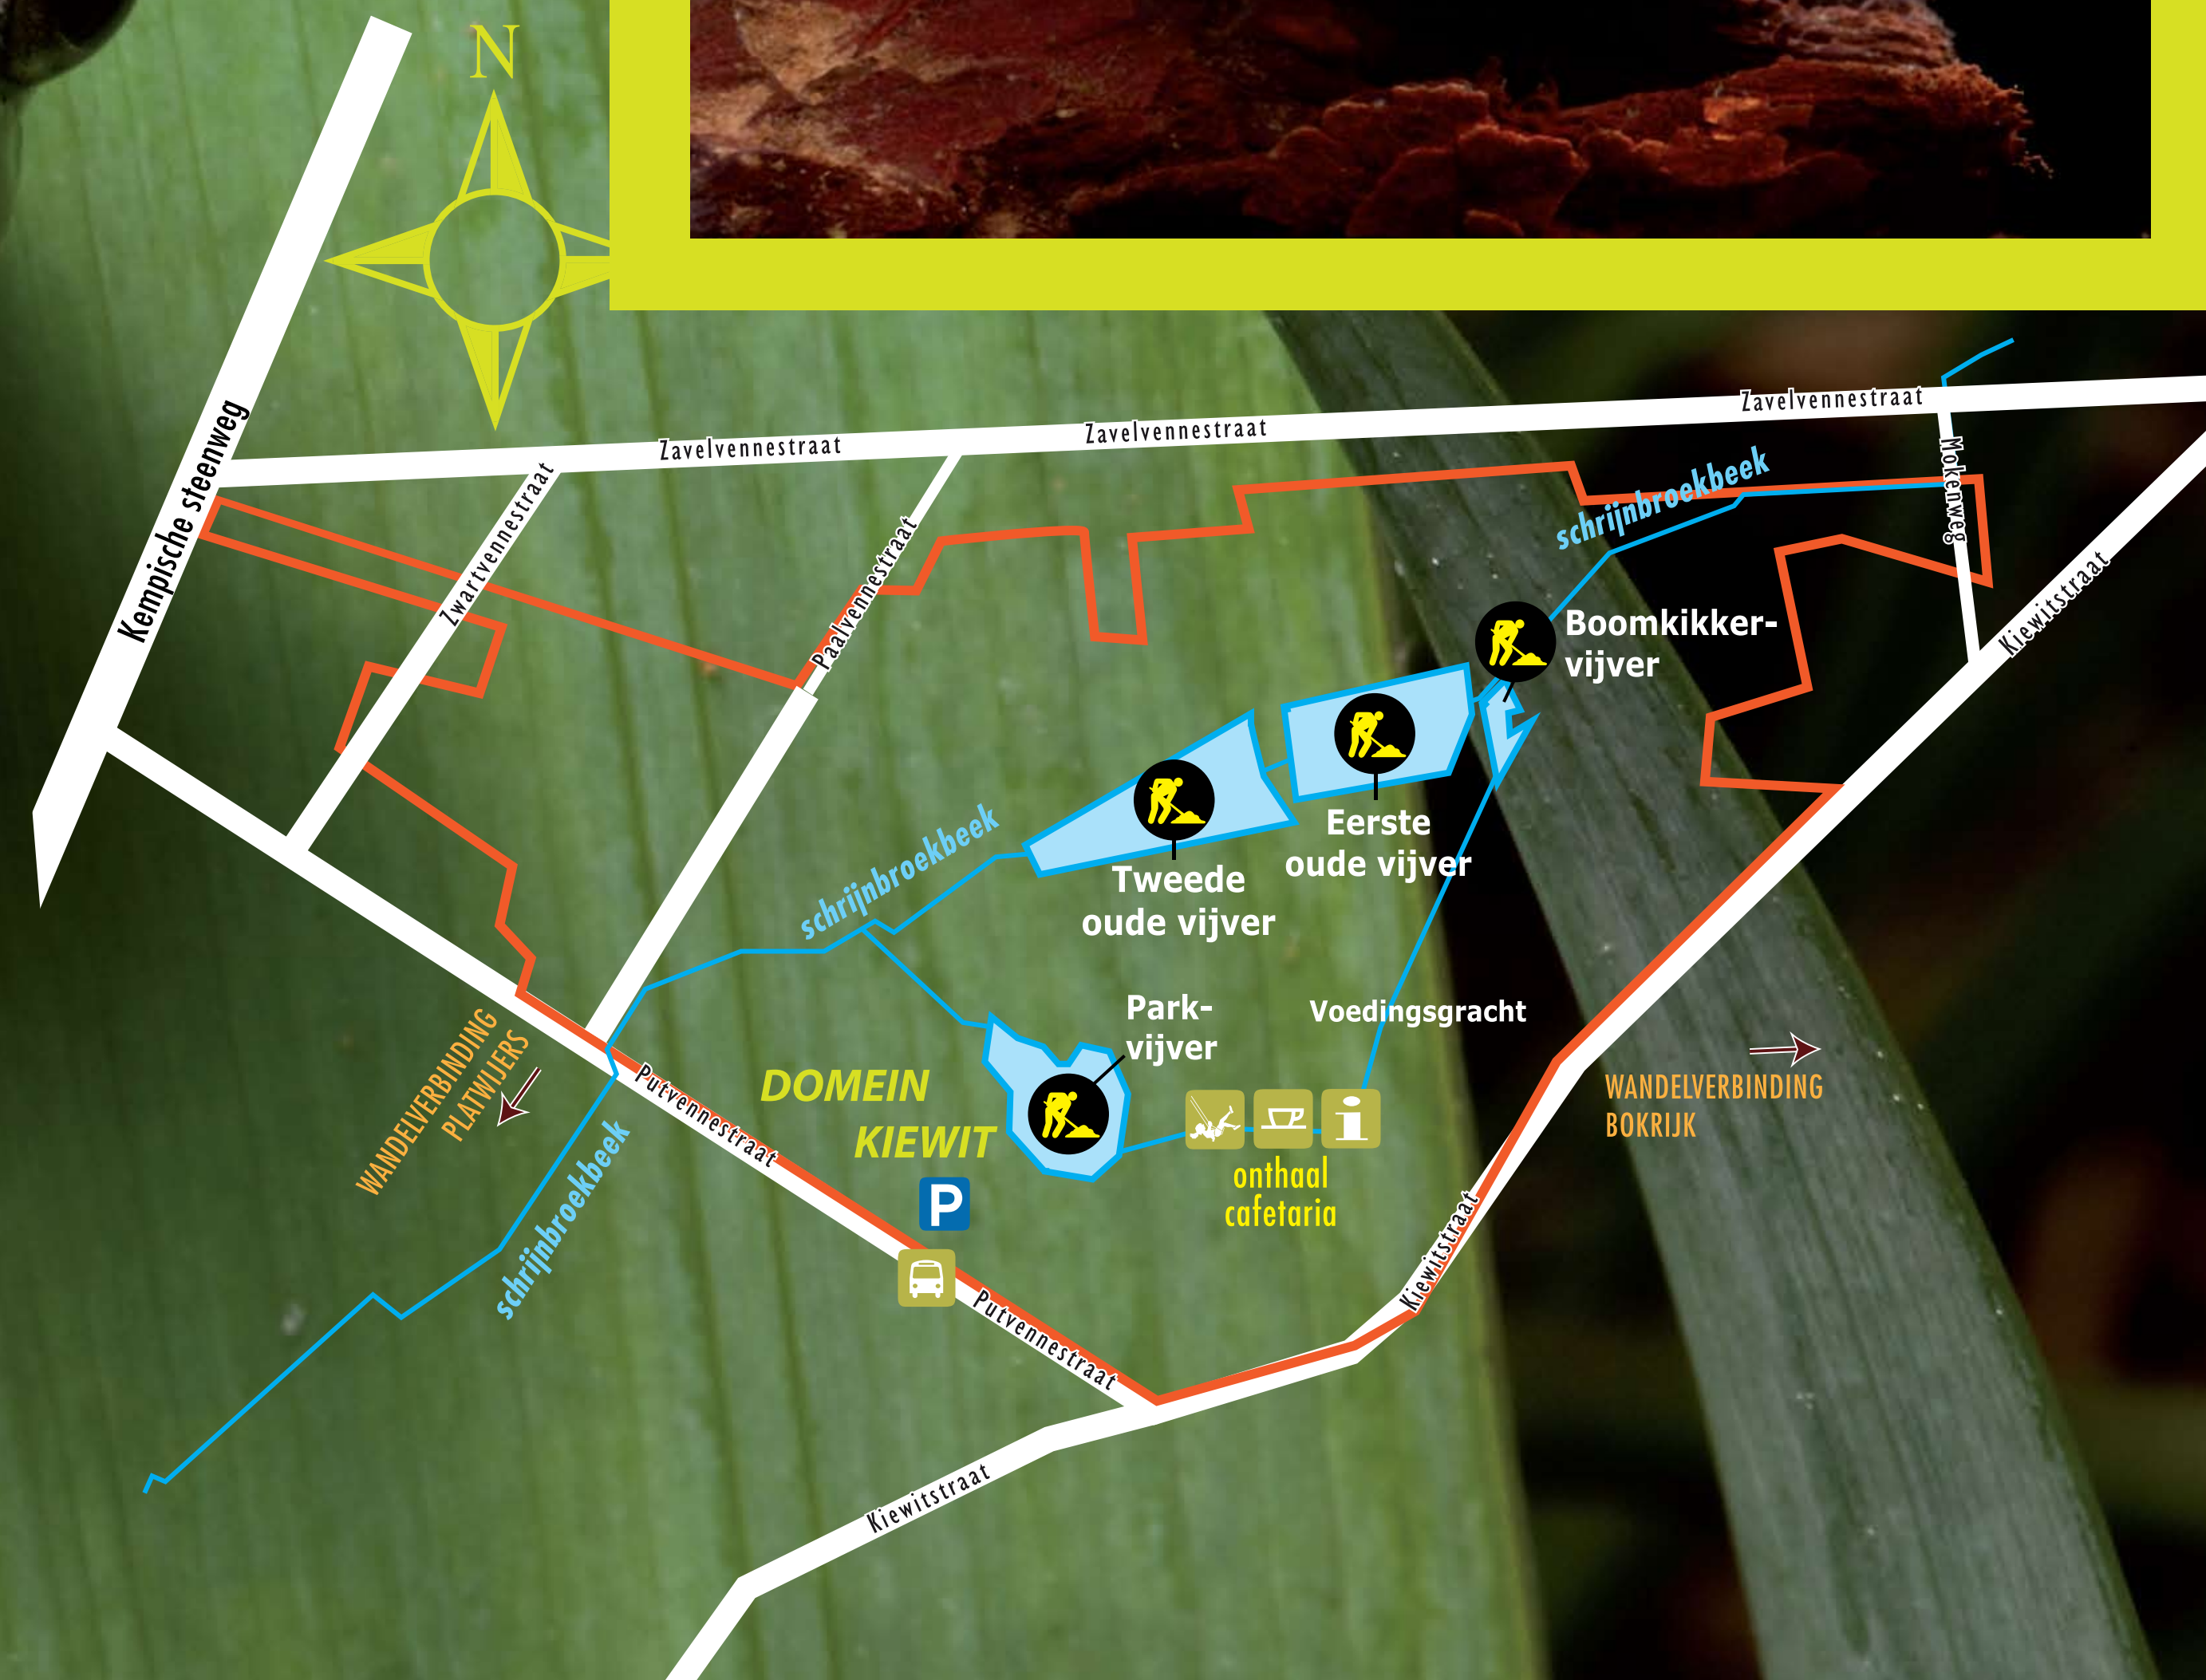 N
Kempische steenweg
Zavelvennestraat
Zavelvennestraat
Zavelvennestraat
Zwartvennestraat
Paalvennestraat
schrijnbroekbeek
Mokenweg
Kiewitstraat
Boomkikker-
vijver
Eerste
oude vijver
Tweede
oude vijver
schrijnbroekbeek
Park-
vijver
Voedingsgracht
WANDELVERBINDING
PLATWIJERS
Putvennestraat
DOMEIN
KIEWIT
WANDELVERBINDING
BOKRIJK
schrijnbroekbeek
P
onthaal
cafetaria
Kiewitstraat
Putvennestraat
Kiewitstraat